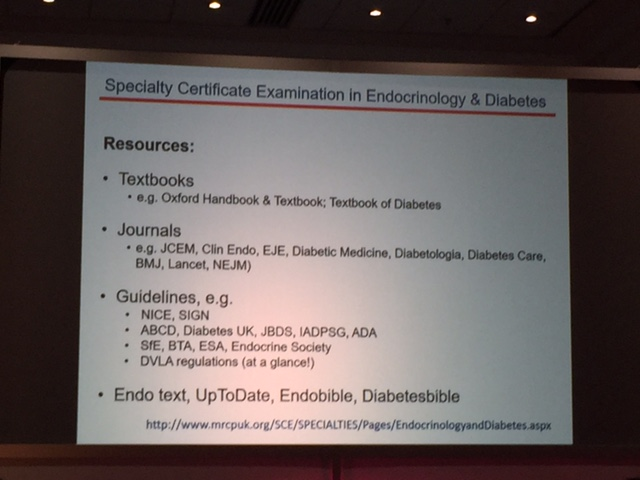 Specialty Certificate Examination in Endocrinology & Diabetes
Resources:
• Textbooks
• e.g. Oxford Handbook & Textbook; Textbook of Diabetes
• Journals
• e.g. JCEM, Clin Endo, EJE, Diabetic Medicine, Diabetologia, Diabetes Care,
BMJ, Lancet, NEJM)
• Guidelines, e.g.
• NICE, SIGN
• ABCD, Diabetes UK, JBDS, IADPSG, ADA
• SfE, BTA, ESA, Endocrine Society
• DVLA regulations (at a glance!)
• Endo text, UpToDate, Endobible, Diabetesbible
http://www.mrcpuk.org/SCE/SPECIALTIES/Pages/EndocrinologyandDiabetes.aspx